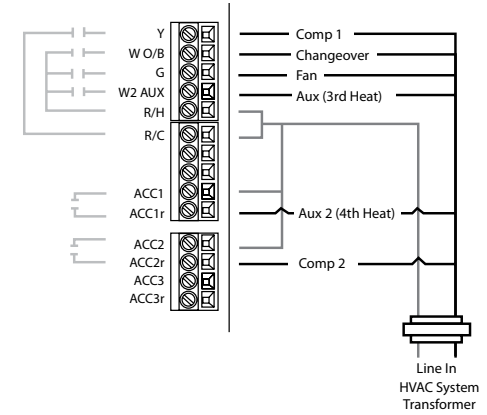 Y Comp 1
W O/B Changeover
G Fan
W2 AUX Aux (3rd Heat)
R/H
R/C
ACC1
ACC1r Aux 2 (4th Heat)
ACC2
ACC2r Comp 2
ACC3
ACC3r
Line In
HVAC System
Transformer